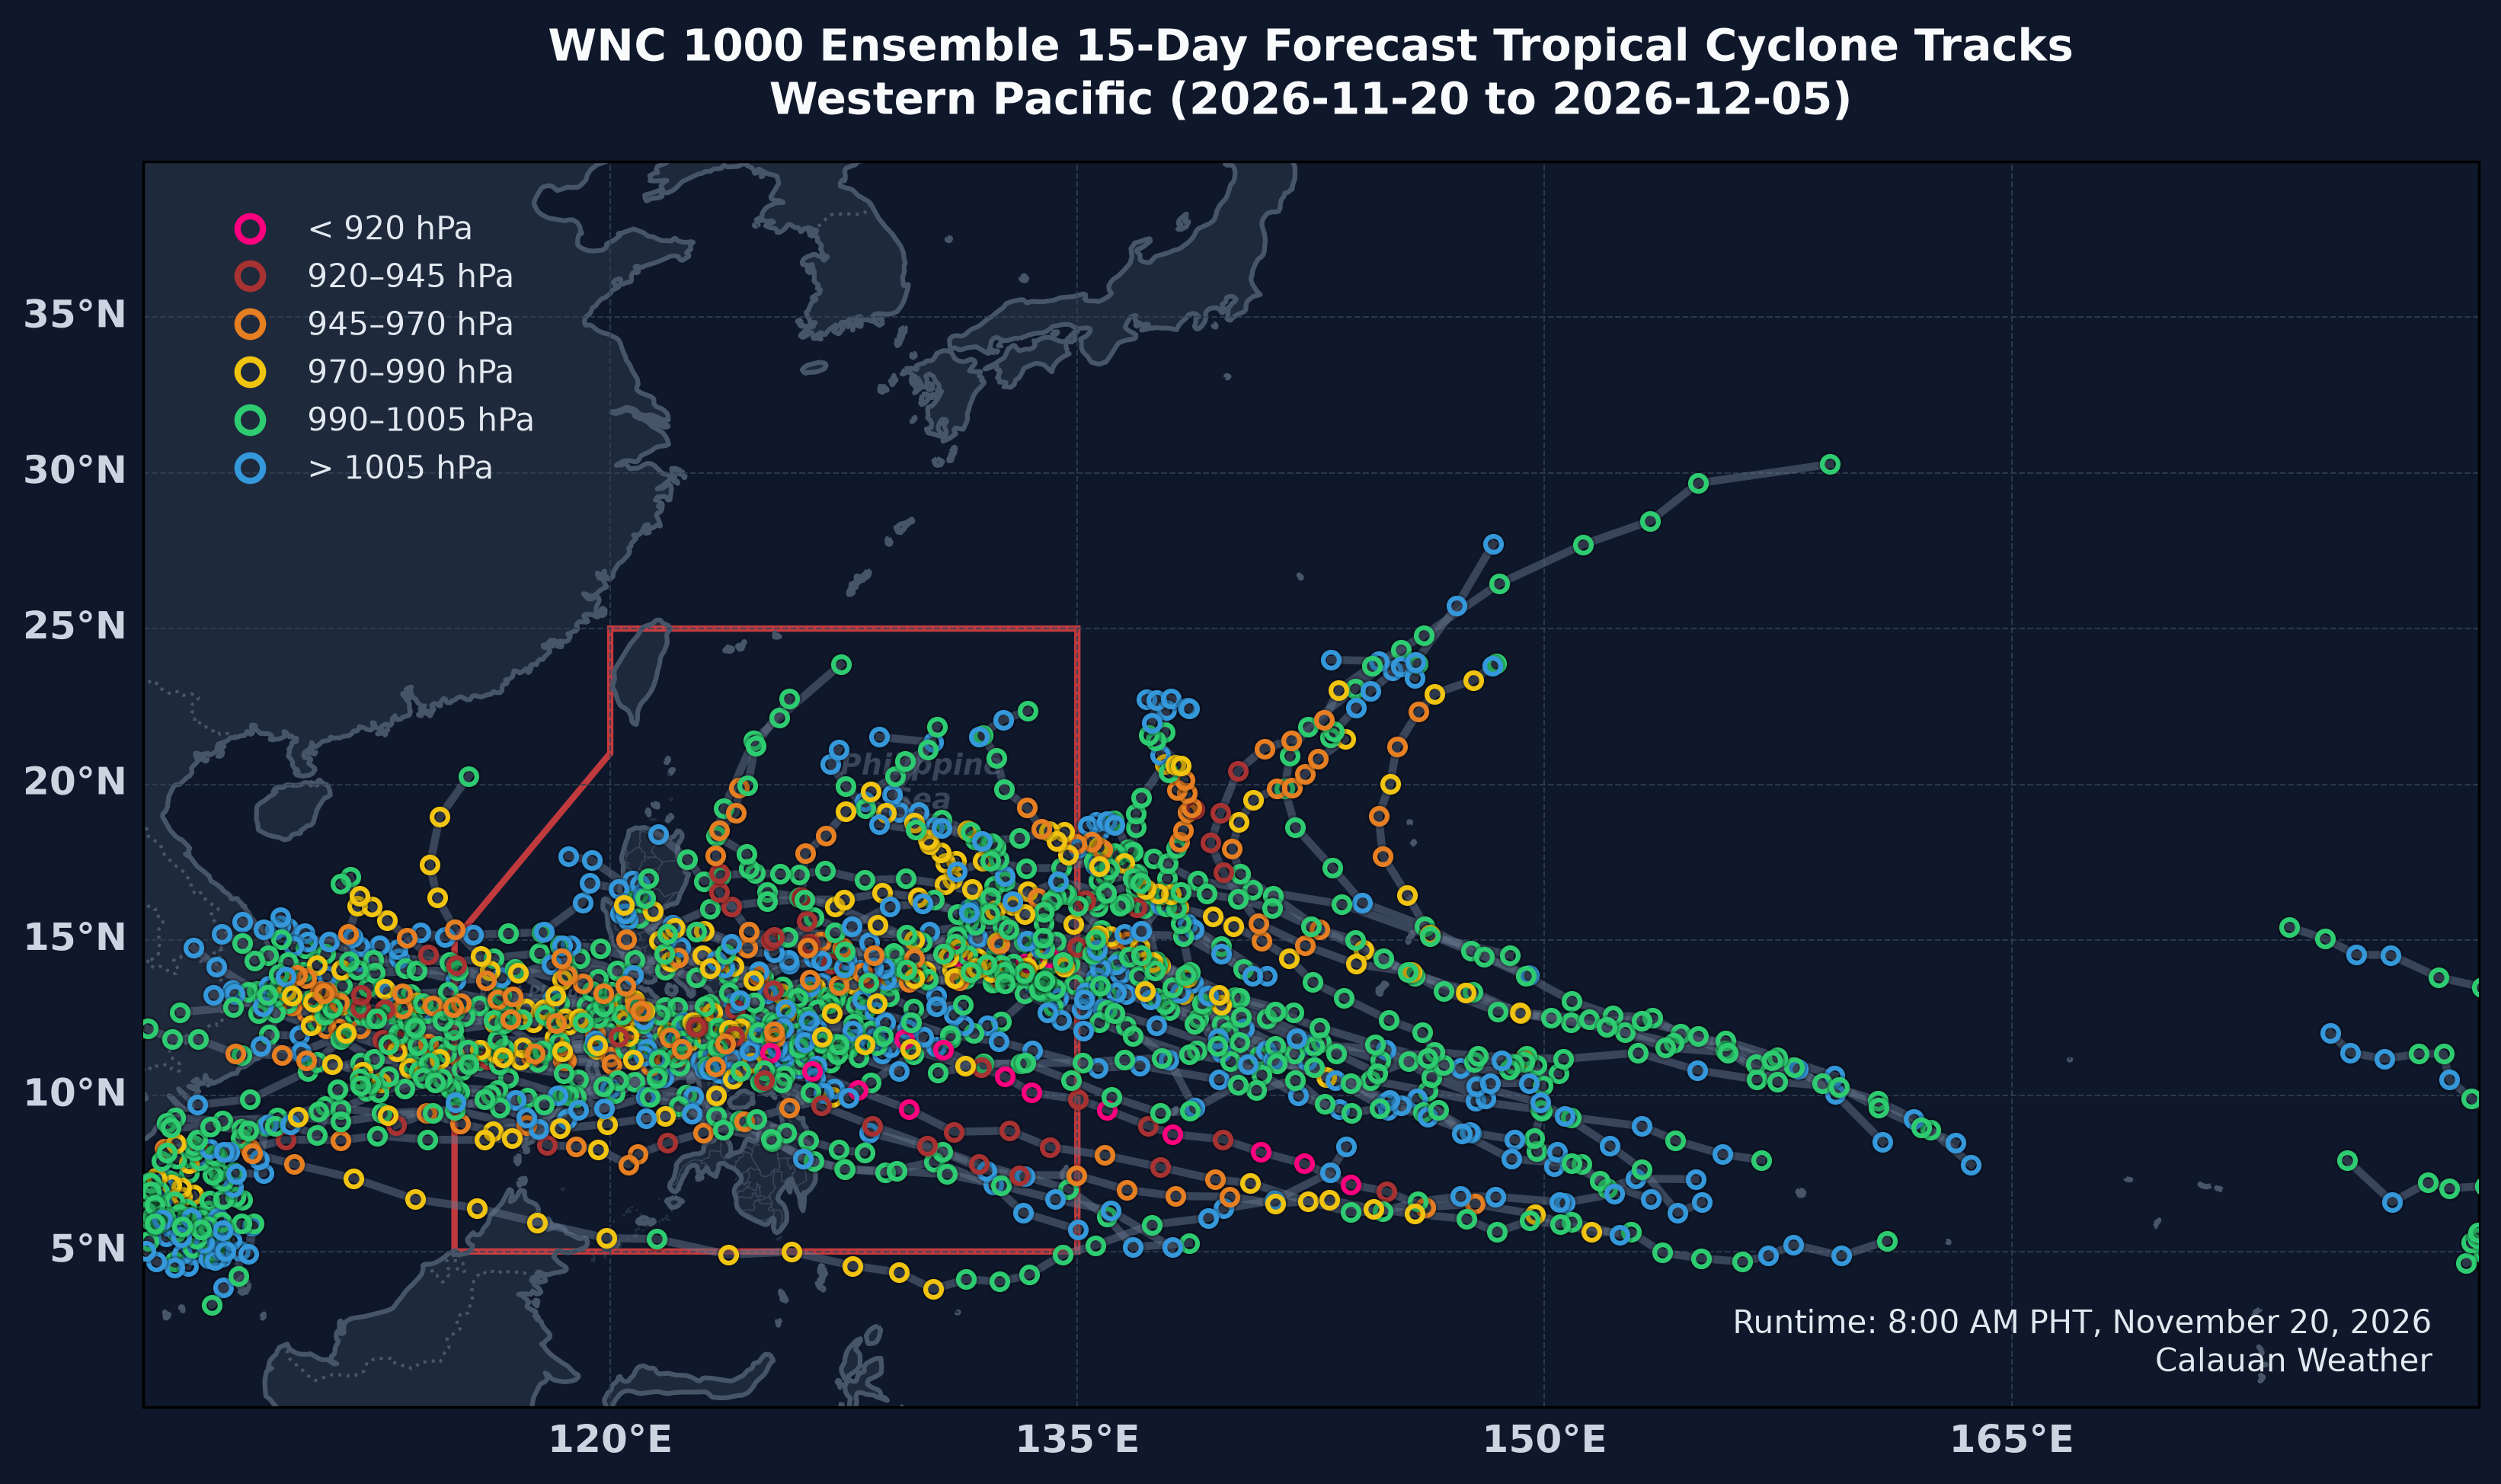 WNC 1000 Ensemble 15-Day Forecast Tropical Cyclone Tracks
Western Pacific (2026-11-20 to 2026-12-05)
< 920 hPa
920–945 hPa
945–970 hPa
970–990 hPa
990–1005 hPa
> 1005 hPa
35°N
30°N
25°N
20°N
15°N
10°N
5°N
Philippine
Sea
Runtime: 8:00 AM PHT, November 20, 2026
Calauan Weather
120°E
135°E
150°E
165°E